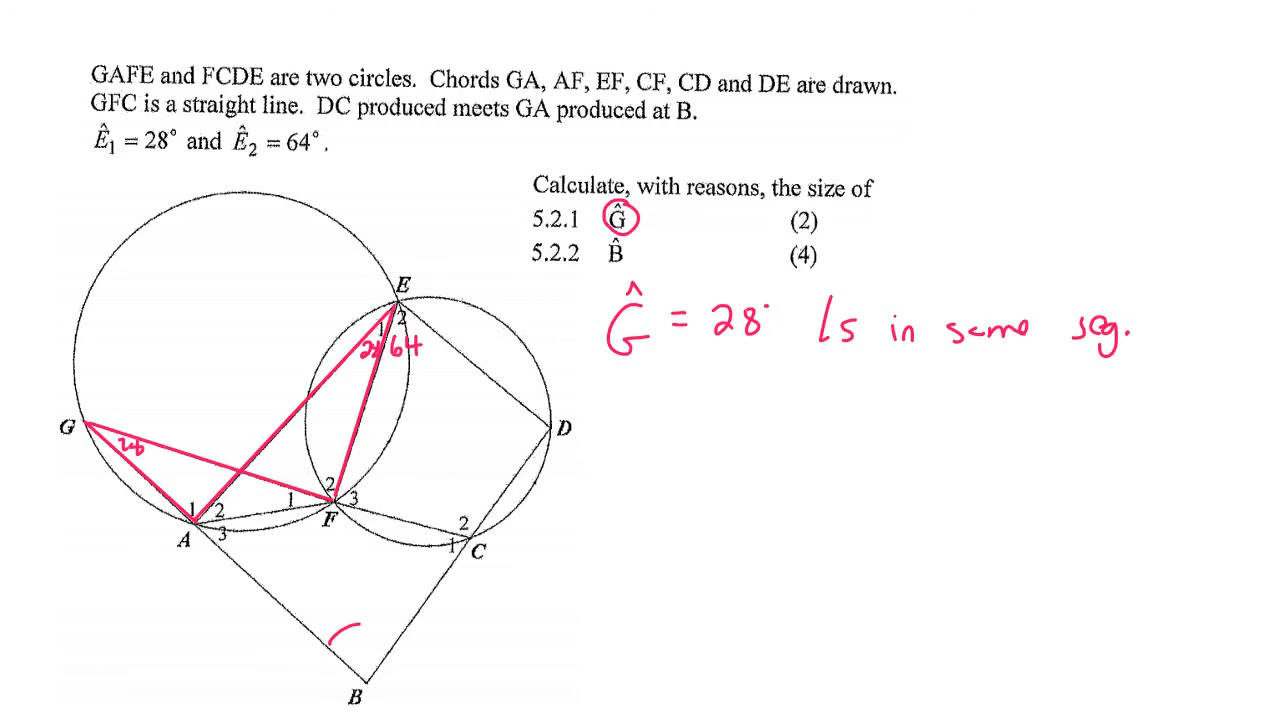 GAFE and FCDE are two circles. Chords GA, AF, EF, CF, CD and DE are drawn.
GFC is a straight line. DC produced meets GA produced at B.
Ê₁ = 28° and Ê₂ = 64°.
Calculate, with reasons, the size of
5.2.1 Ĝ (2)
5.2.2 B̂ (4)
Ĝ = 28° Ls in same seg.
E
1 2
28 64
G
28
D
1 2 1 2 3
F
A 3
2
1 C
B